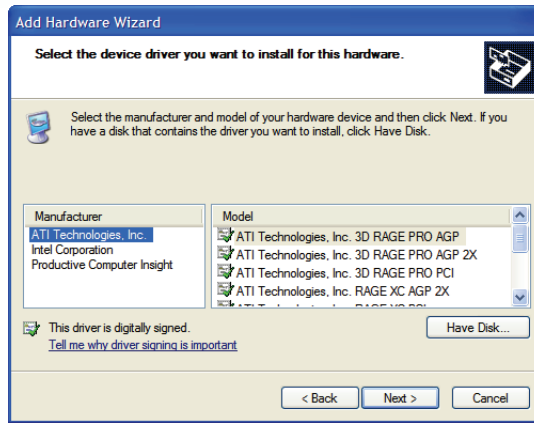 Add Hardware Wizard
Select the device driver you want to install for this hardware.
Select the manufacturer and model of your hardware device and then click Next. If you
have a disk that contains the driver you want to install, click Have Disk.
Manufacturer
ATI Technologies, Inc.
Intel Corporation
Productive Computer Insight
Model
ATI Technologies, Inc. 3D RAGE PRO AGP
ATI Technologies, Inc. 3D RAGE PRO AGP 2X
ATI Technologies, Inc. 3D RAGE PRO PCI
ATI Technologies, Inc. RAGE XC AGP 2X
This driver is digitally signed.
Tell me why driver signing is important
Have Disk...
< Back
Next >
Cancel